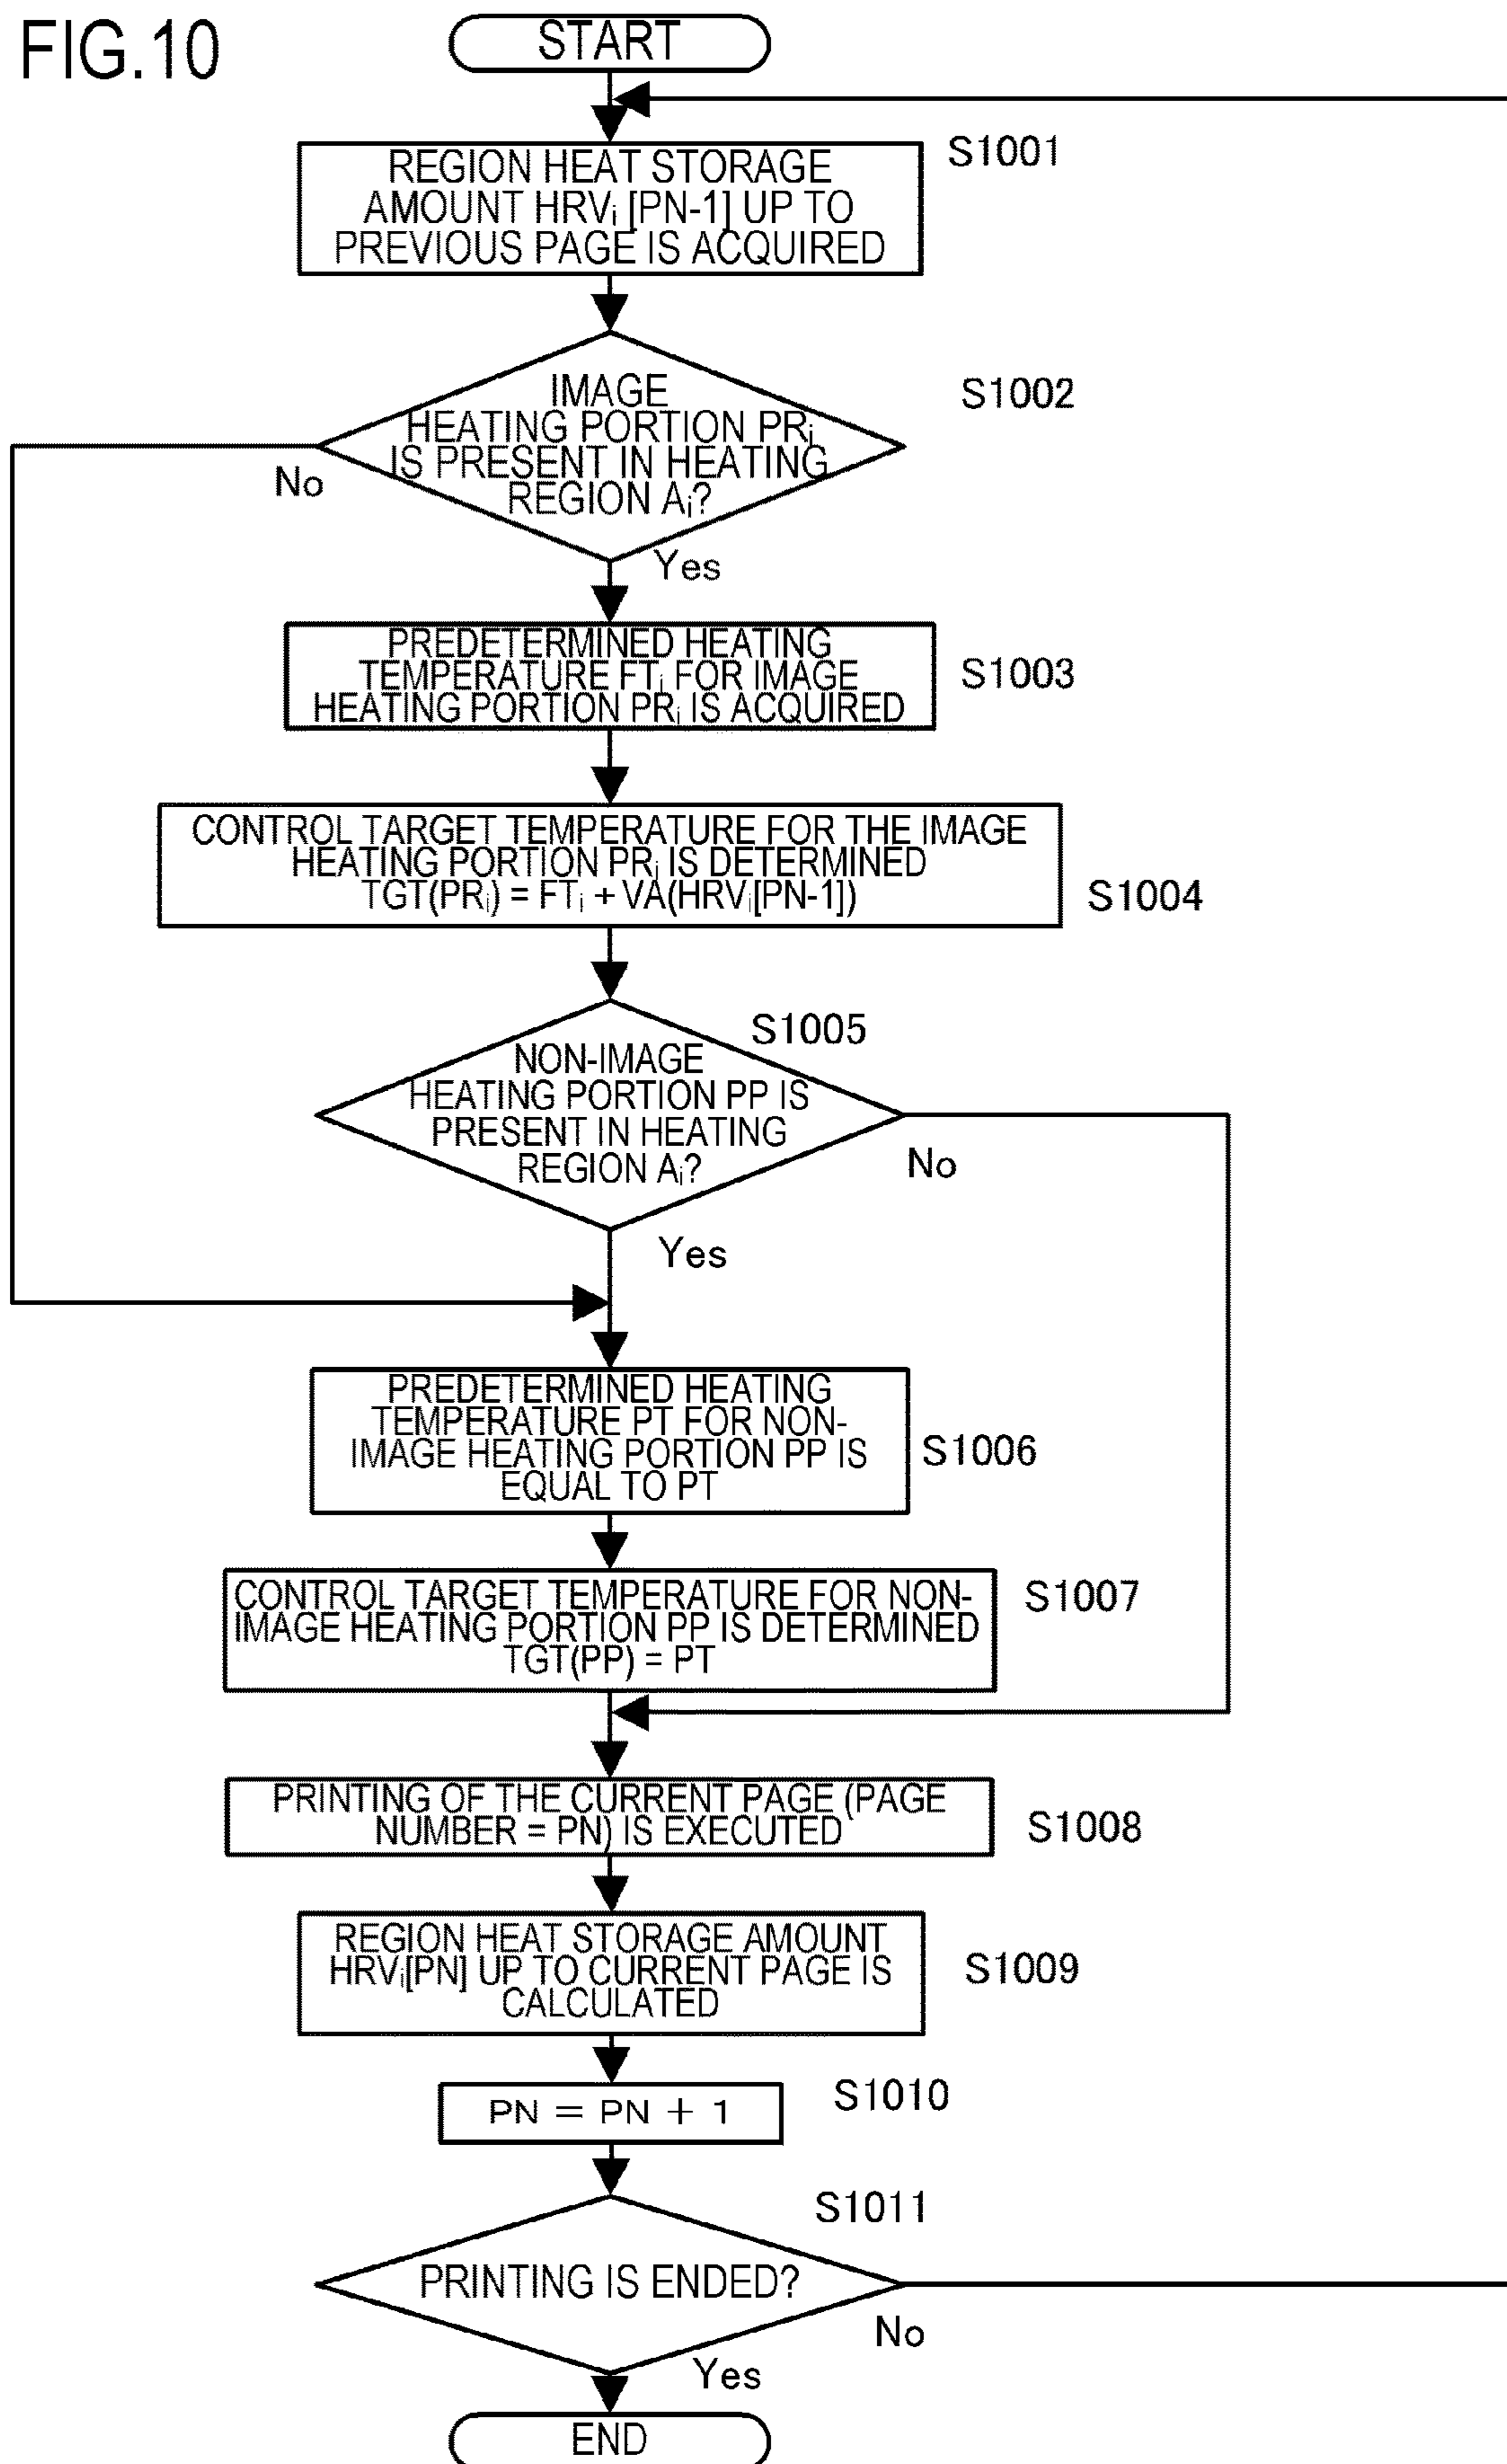 FIG.10
START
REGION HEAT STORAGE
AMOUNT HRVi [PN-1] UP TO
PREVIOUS PAGE IS ACQUIRED
S1001
IMAGE
HEATING PORTION PRi
IS PRESENT IN HEATING
REGION Ai?
S1002
No
Yes
PREDETERMINED HEATING
TEMPERATURE FTi FOR IMAGE
HEATING PORTION PRi IS ACQUIRED
S1003
CONTROL TARGET TEMPERATURE FOR THE IMAGE
HEATING PORTION PRi IS DETERMINED
TGT(PRi) = FTi + VA(HRVi[PN-1])
S1004
S1005
NON-IMAGE
HEATING PORTION PP IS
PRESENT IN HEATING
REGION Ai?
No
Yes
PREDETERMINED HEATING
TEMPERATURE PT FOR NON-
IMAGE HEATING PORTION PP IS
EQUAL TO PT
S1006
CONTROL TARGET TEMPERATURE FOR NON-
IMAGE HEATING PORTION PP IS DETERMINED
TGT(PP) = PT
S1007
PRINTING OF THE CURRENT PAGE (PAGE
NUMBER = PN) IS EXECUTED
S1008
REGION HEAT STORAGE AMOUNT
HRVi[PN] UP TO CURRENT PAGE IS
CALCULATED
S1009
PN = PN + 1
S1010
S1011
PRINTING IS ENDED?
No
Yes
END